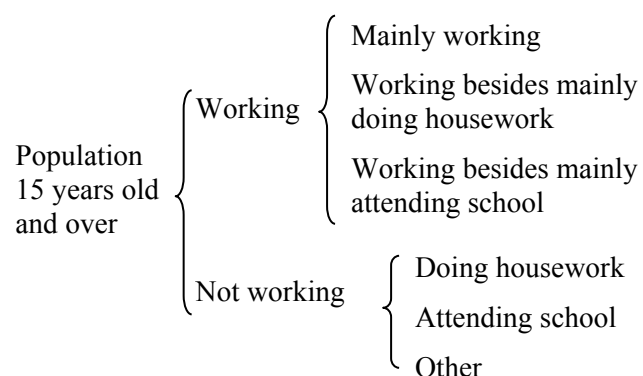 Mainly working
Working besides mainly
doing housework
Working
Working besides mainly
attending school
Population
15 years old
and over
Not working
Doing housework
Attending school
Other